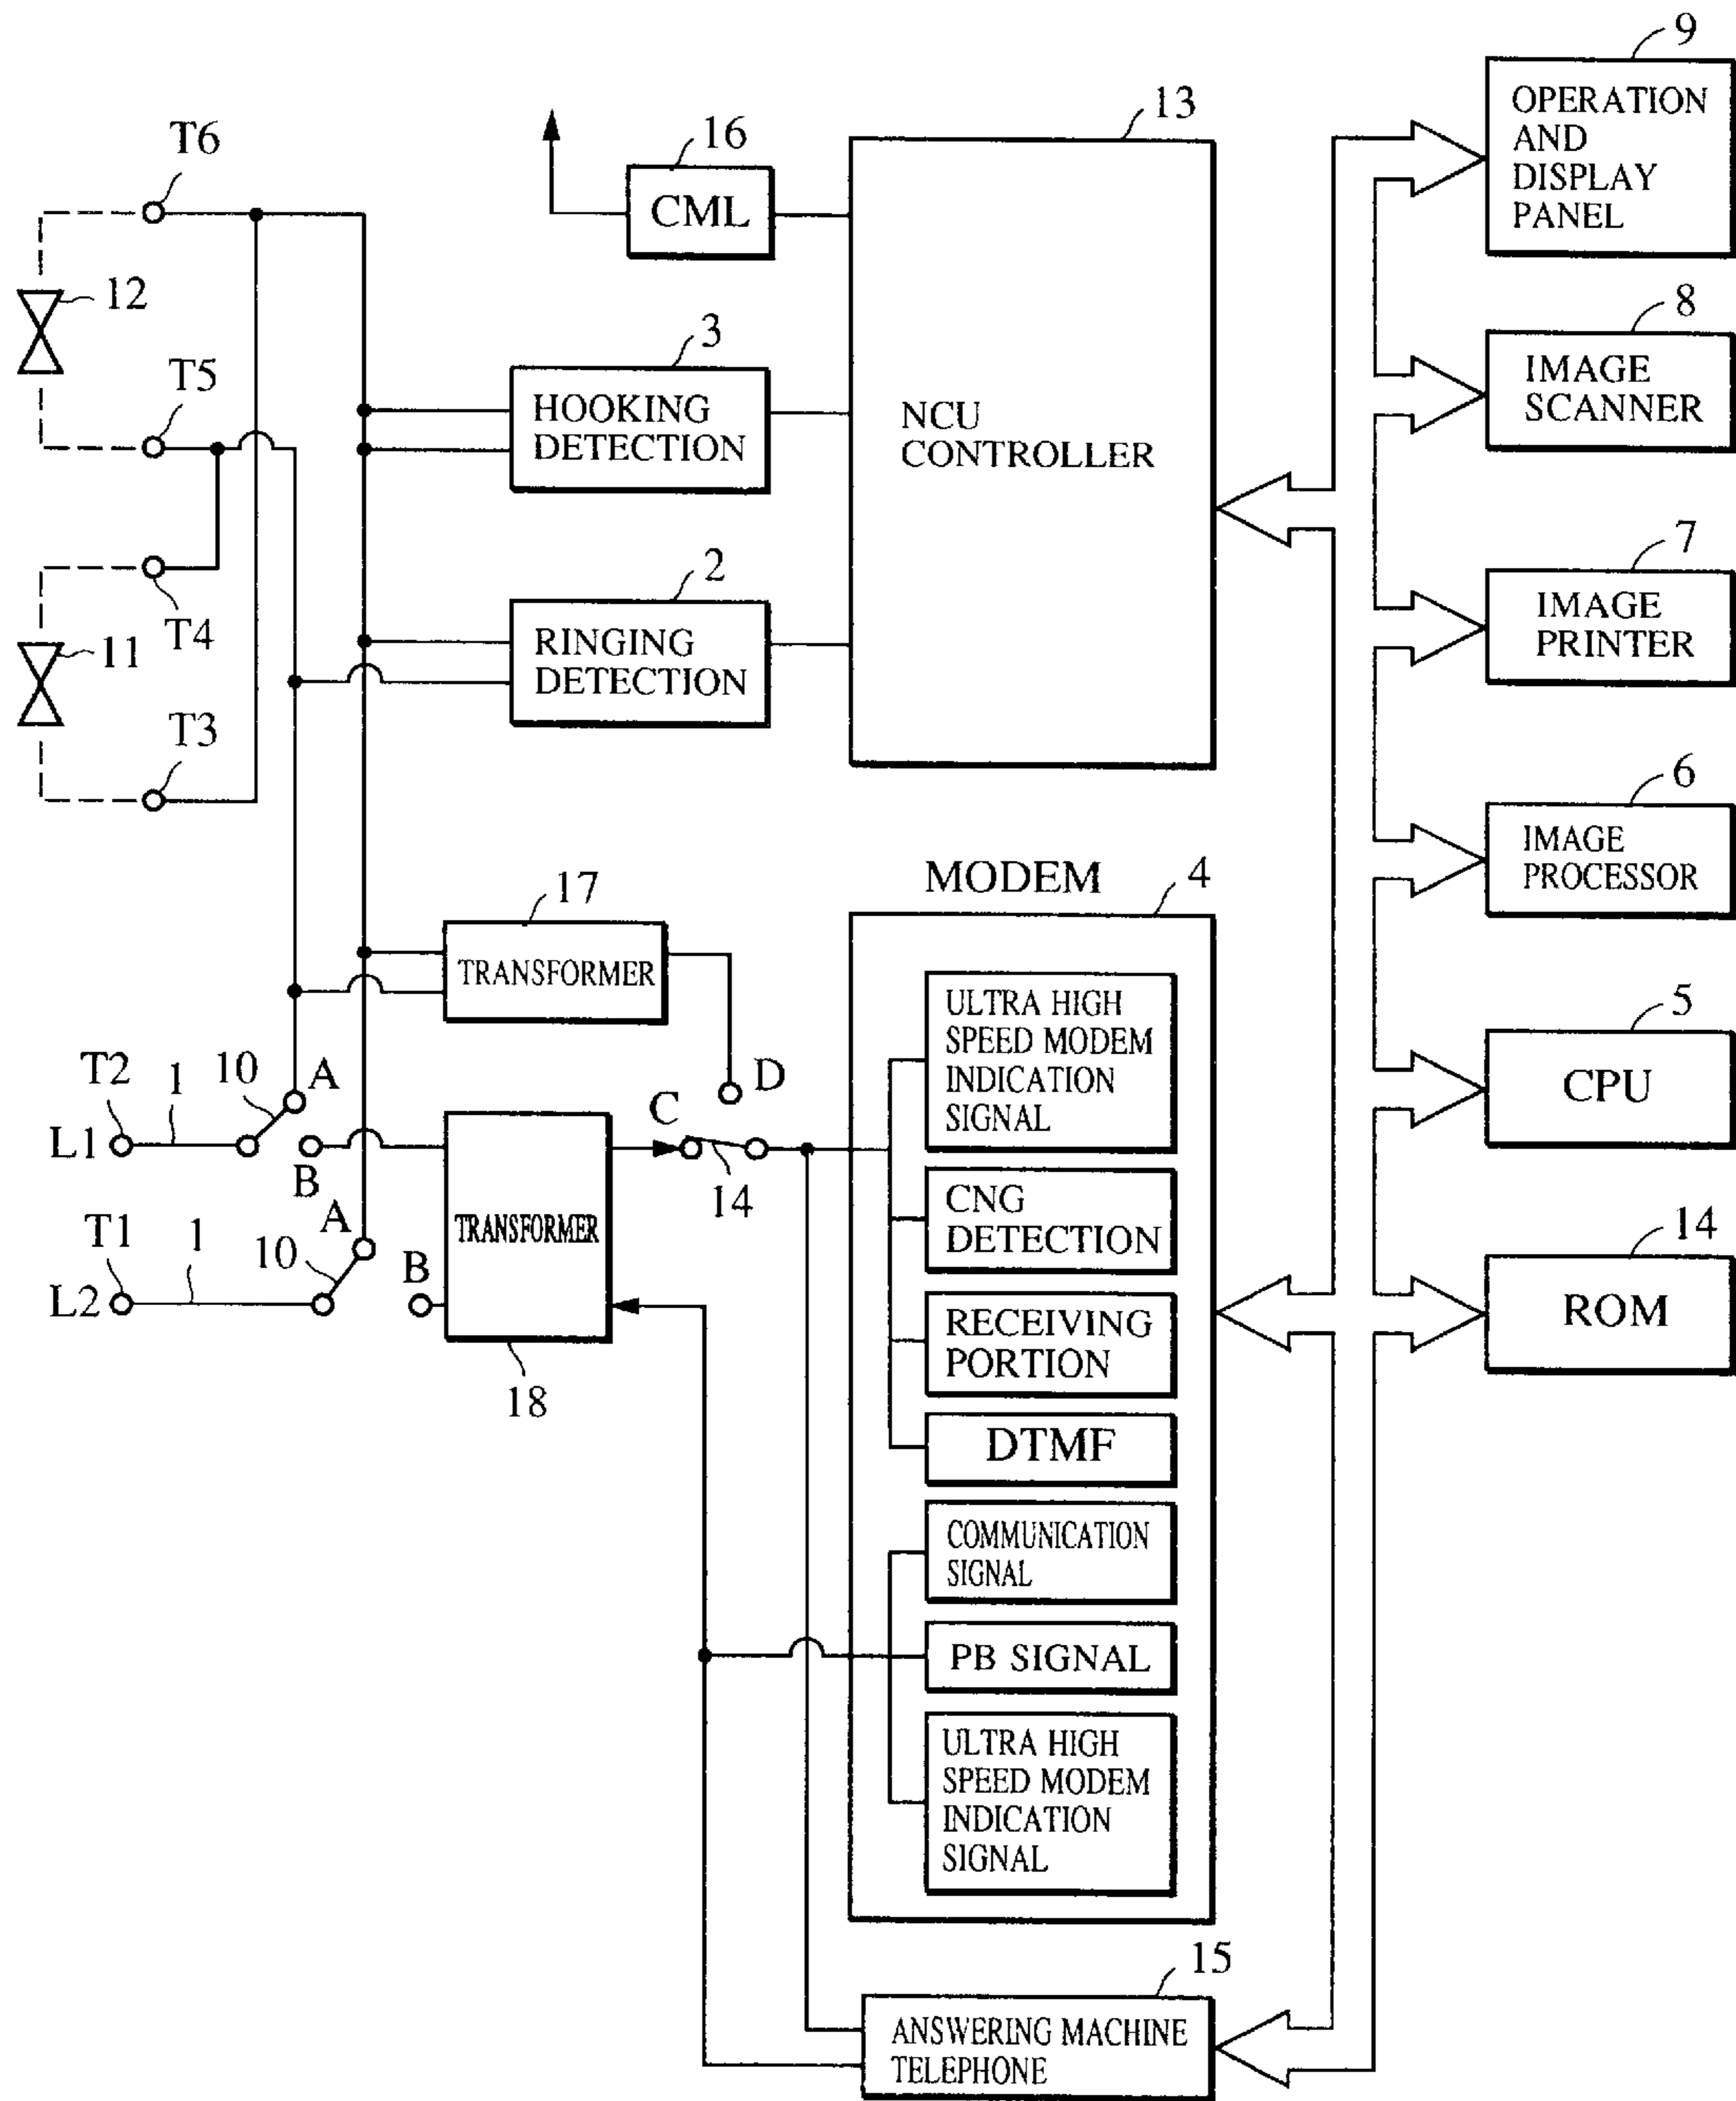 9
OPERATION
AND
DISPLAY
PANEL
13
16
CML
T6
12
3
HOOKING
DETECTION
NCU
CONTROLLER
8
IMAGE
SCANNER
T5
T4
2
RINGING
DETECTION
7
IMAGE
PRINTER
11
T3
6
IMAGE
PROCESSOR
MODEM
4
17
TRANSFORMER
ULTRA HIGH
SPEED MODEM
INDICATION
SIGNAL
5
CPU
T2
1
10
A
D
C
L1
B
TRANSFORMER
14
CNG
DETECTION
T1
1
10
A
B
L2
18
RECEIVING
PORTION
14
ROM
DTMF
COMMUNICATION
SIGNAL
PB SIGNAL
ULTRA HIGH
SPEED MODEM
INDICATION
SIGNAL
15
ANSWERING MACHINE
TELEPHONE